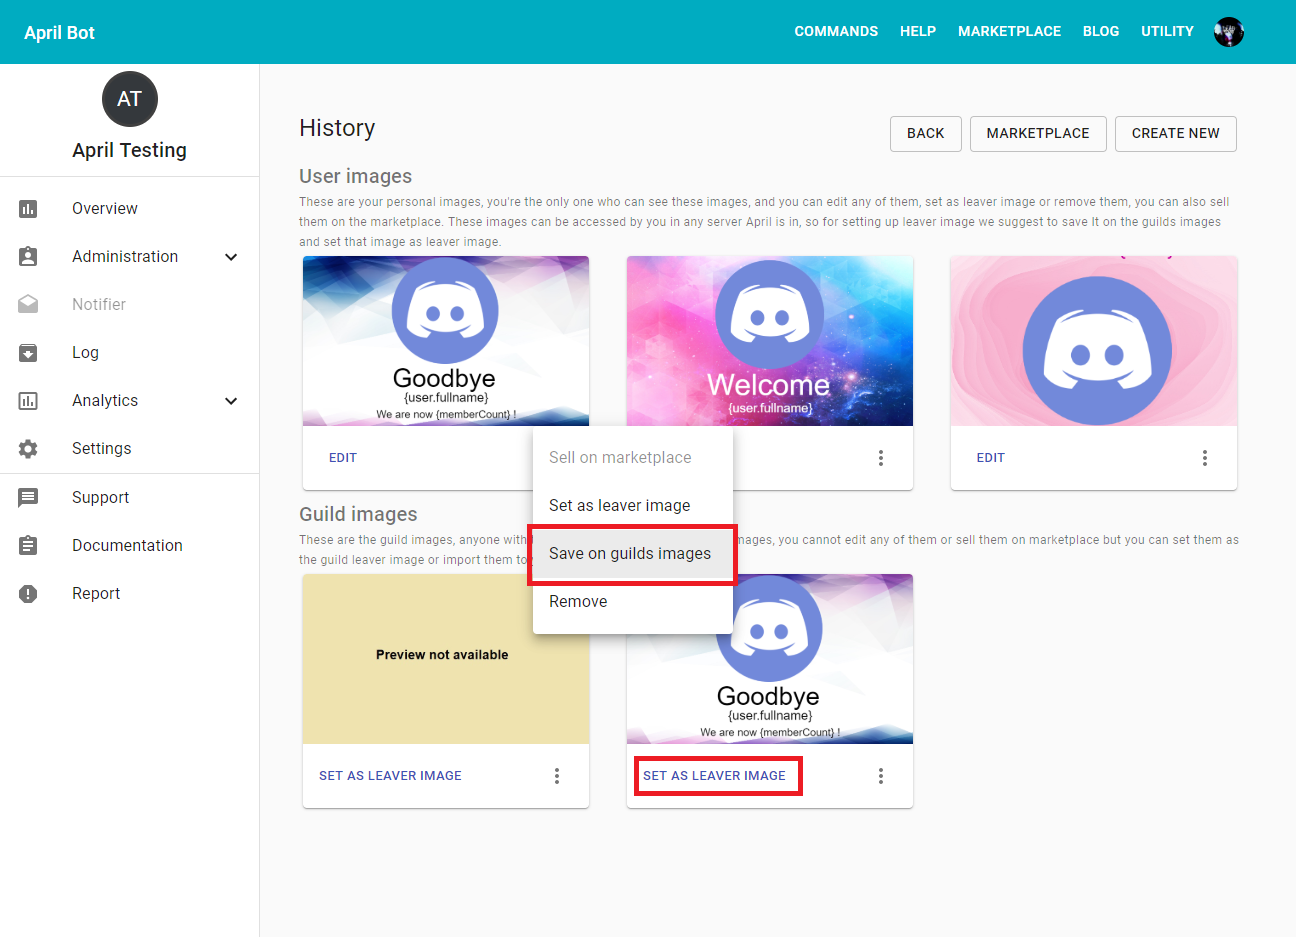 April Bot
COMMANDS HELP MARKETPLACE BLOG UTILITY
AT
April Testing
Overview
Administration
Notifier
Log
Analytics
Settings
Support
Documentation
Report
History
BACK MARKETPLACE CREATE NEW
User images
These are your personal images, you're the only one who can see these images, and you can edit any of them, set as leaver image or remove them, you can also sell
them on the marketplace. These images can be accessed by you in any server April is in, so for setting up leaver image we suggest to save It on the guilds images
and set that image as leaver image.
Goodbye
{user.fullname}
We are now {memberCount} !
EDIT
Welcome
{user.fullname}
EDIT
Sell on marketplace
Set as leaver image
Save on guilds images
Remove
Guild images
These are the guild images, anyone with mages, you cannot edit any of them or sell them on marketplace but you can set them as
the guild leaver image or import them to
Preview not available
SET AS LEAVER IMAGE
Goodbye
{user.fullname}
We are now {memberCount} !
SET AS LEAVER IMAGE